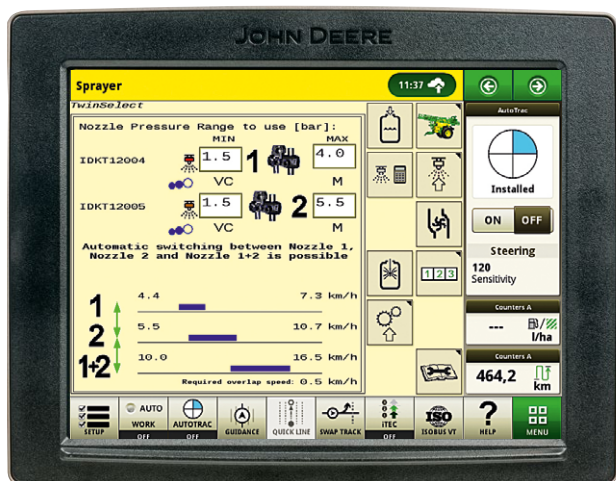 JOHN DEERE
Sprayer
11:37
TwinSelect
Nozzle Pressure Range to use [bar]:
MIN MAX
IDKT12004 1.5 1 4.0
VC M
IDKT12005 1.5 2 5.5
VC M
Automatic switching between Nozzle 1,
Nozzle 2 and Nozzle 1+2 is possible
1 4.4 7.3 km/h
2 5.5 10.7 km/h
1+2 10.0 16.5 km/h
Required overlap speed: 0.5 km/h
123
AutoTrac
Installed
ON OFF
Steering
120
Sensitivity
Counters A
--- l/ha
Counters A
464,2 km
SETUP
AUTO
WORK
OFF
AUTOTRAC
OFF
GUIDANCE
QUICK LINE
SWAP TRACK
iTEC
OFF
ISO
ISOBUS VT
?
HELP
MENU